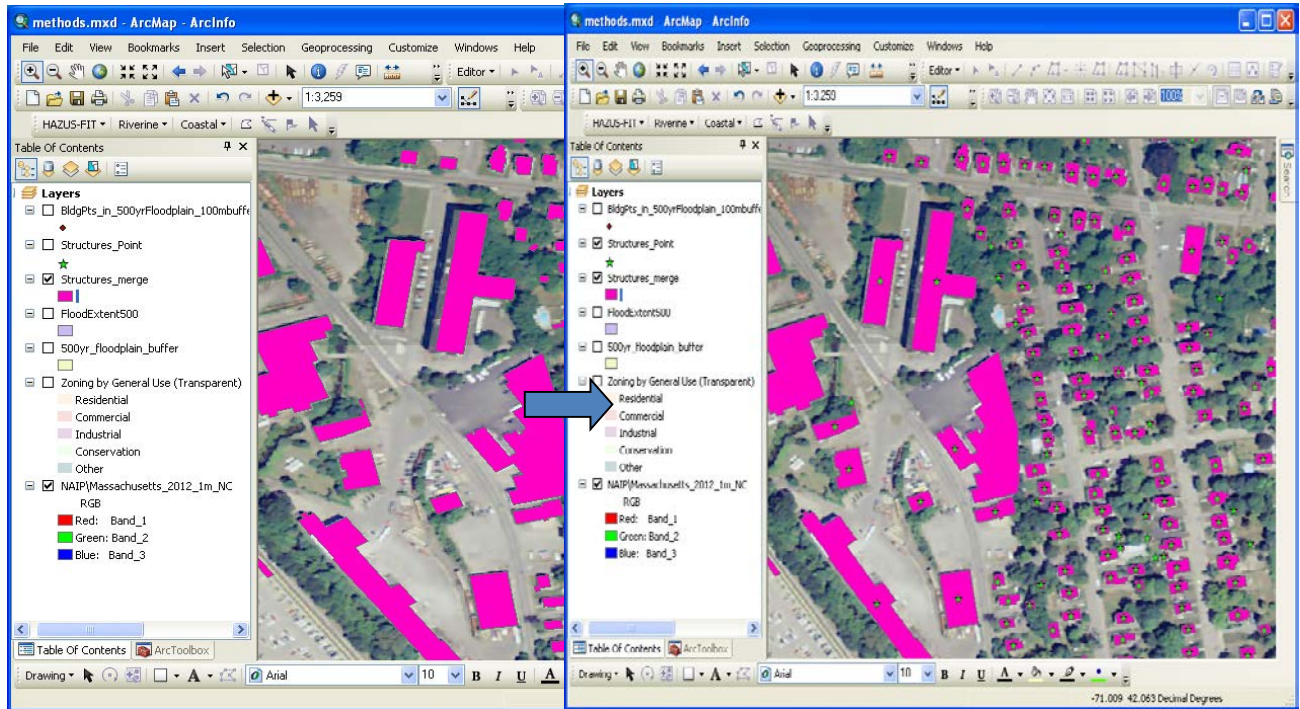 methods.mxd - ArcMap - ArcInfo
File Edit View Bookmarks Insert Selection Geoprocessing Customize Windows Help
Editor
1:3,259
HAZUS-FIT Riverine Coastal
Table Of Contents
Layers
BldgPts_in_500yrFloodplain_100mbuffe
Structures_Point
Structures_merge
FloodExtent500
500yr_floodplain_buffer
Zoning by General Use (Transparent)
Residential
Commercial
Industrial
Conservation
Other
NAIP\Massachusetts_2012_1m_NC
RGB
Red: Band_1
Green: Band_2
Blue: Band_3
Table Of Contents ArcToolbox
Drawing A Arial 10 B I U A
methods.mxd ArcMap ArcInfo
File Edit View Bookmarks Insert Selection Geoprocessing Customize Windows Help
Editor
1:3,250 100%
HAZUS-FIT Riverine Coastal
Table Of Contents
Search
Layers
BldgPts_in_500yrFloodplain_100mbuffe
Structures_Point
Structures_merge
FloodExtent500
500yr_floodplain_buffer
Zoning by General Use (Transparent)
Residential
Commercial
Industrial
Conservation
Other
NAIP\Massachusetts_2012_1m_NC
RGB
Red: Band_1
Green: Band_2
Blue: Band_3
Table Of Contents ArcToolbox
Drawing A Arial 10 B I U A
-71.009 42.063 Decimal Degrees